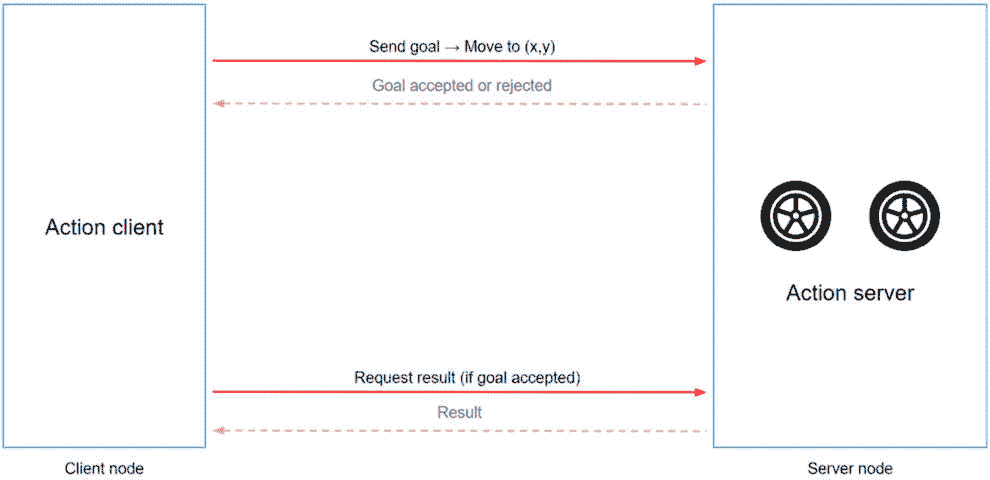 Send goal → Move to (x,y)
Goal accepted or rejected
Action client
Action server
Request result (if goal accepted)
Result
Client node
Server node